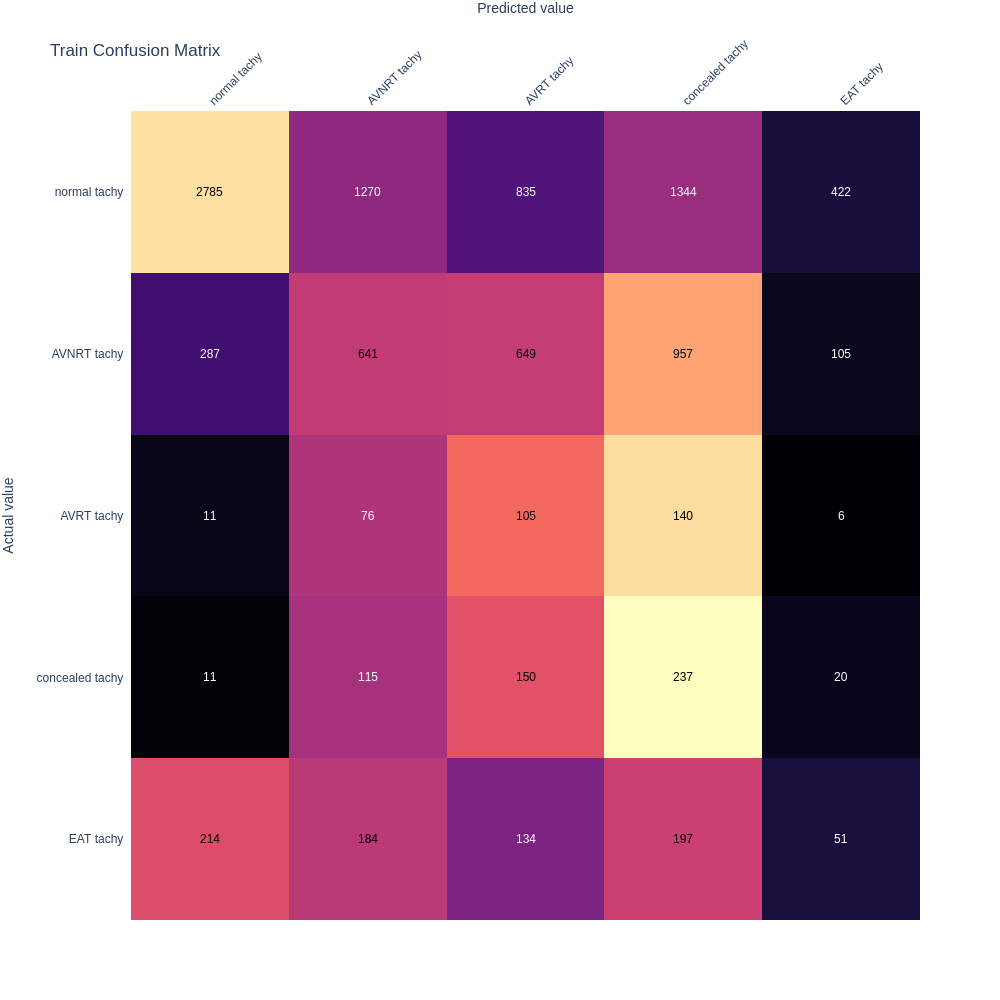 Predicted value
Train Confusion Matrix
normal tachy
AVNRT tachy
AVRT tachy
concealed tachy
EAT tachy
Actual value
normal tachy 2785 1270 835 1344 422
AVNRT tachy 287 641 649 957 105
AVRT tachy 11 76 105 140 6
concealed tachy 11 115 150 237 20
EAT tachy 214 184 134 197 51